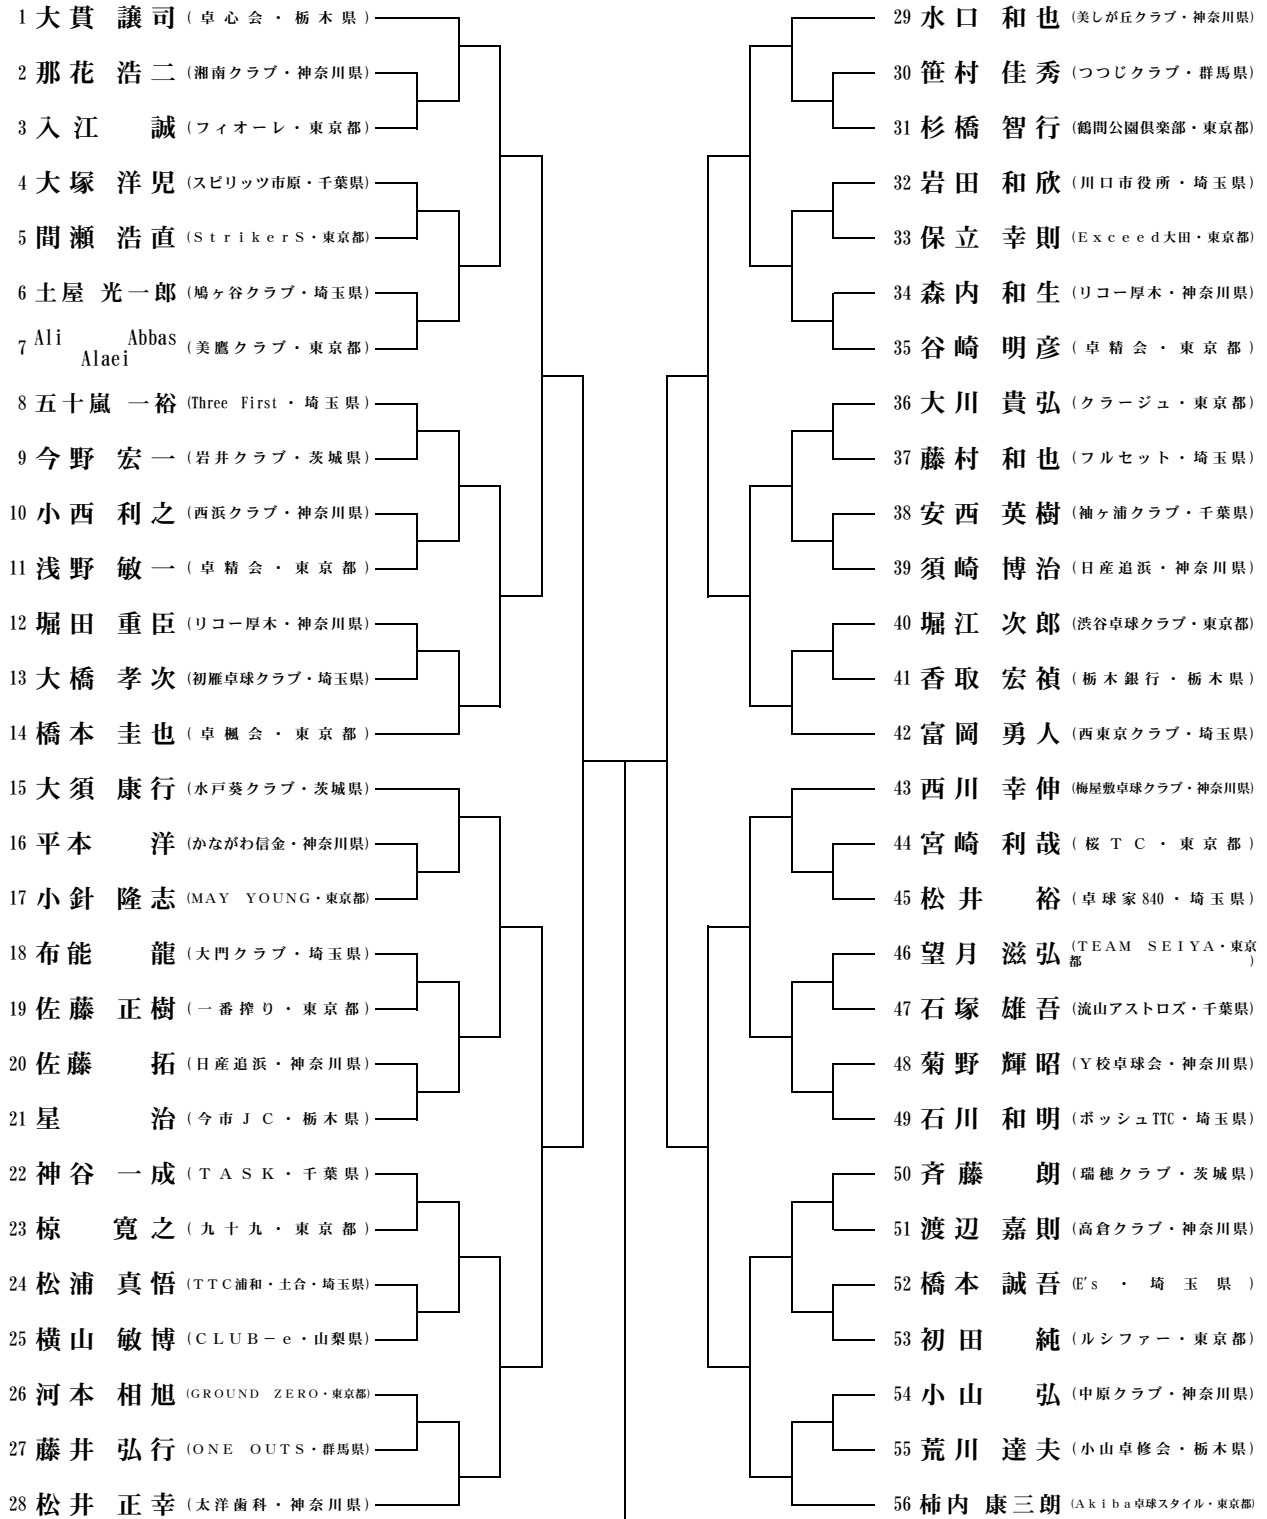 1 大貫 譲司 (卓心会・栃木県)
2 那花 浩二 (湘南クラブ・神奈川県)
3 入江 誠 (フィオーレ・東京都)
4 大塚 洋児 (スピリッツ市原・千葉県)
5 間瀬 浩直 (StrikerS・東京都)
6 土屋 光一郎 (鳩ヶ谷クラブ・埼玉県)
7 Ali Abbas Alaei (美鷹クラブ・東京都)
8 五十嵐 一裕 (Three First・埼玉県)
9 今野 宏一 (岩井クラブ・茨城県)
10 小西 利之 (西浜クラブ・神奈川県)
11 浅野 敏一 (卓精会・東京都)
12 堀田 重臣 (リコー厚木・神奈川県)
13 大橋 孝次 (初雁卓球クラブ・埼玉県)
14 橋本 圭也 (卓楓会・東京都)
15 大須 康行 (水戸葵クラブ・茨城県)
16 平本 洋 (かながわ信金・神奈川県)
17 小針 隆志 (MAY YOUNG・東京都)
18 布能 龍 (大門クラブ・埼玉県)
19 佐藤 正樹 (一番搾り・東京都)
20 佐藤 拓 (日産追浜・神奈川県)
21 星 治 (今市JC・栃木県)
22 神谷 一成 (TASK・千葉県)
23 椋 寛之 (九十九・東京都)
24 松浦 真悟 (TTC浦和・土合・埼玉県)
25 横山 敏博 (CLUB－e・山梨県)
26 河本 相旭 (GROUND ZERO・東京都)
27 藤井 弘行 (ONE OUTS・群馬県)
28 松井 正幸 (太洋歯科・神奈川県)
29 水口 和也 (美しが丘クラブ・神奈川県)
30 笹村 佳秀 (つつじクラブ・群馬県)
31 杉橋 智行 (鶴間公園倶楽部・東京都)
32 岩田 和欣 (川口市役所・埼玉県)
33 保立 幸則 (Exceed大田・東京都)
34 森内 和生 (リコー厚木・神奈川県)
35 谷崎 明彦 (卓精会・東京都)
36 大川 貴弘 (クラージュ・東京都)
37 藤村 和也 (フルセット・埼玉県)
38 安西 英樹 (袖ヶ浦クラブ・千葉県)
39 須崎 博治 (日産追浜・神奈川県)
40 堀江 次郎 (渋谷卓球クラブ・東京都)
41 香取 宏禎 (栃木銀行・栃木県)
42 富岡 勇人 (西東京クラブ・埼玉県)
43 西川 幸伸 (梅屋敷卓球クラブ・神奈川県)
44 宮崎 利哉 (桜TC・東京都)
45 松井 裕 (卓球家840・埼玉県)
46 望月 滋弘 (TEAM SEIYA・東京都)
47 石塚 雄吾 (流山アストロズ・千葉県)
48 菊野 輝昭 (Y校卓球会・神奈川県)
49 石川 和明 (ボッシュTTC・埼玉県)
50 斉藤 朗 (瑞穂クラブ・茨城県)
51 渡辺 嘉則 (高倉クラブ・神奈川県)
52 橋本 誠吾 (E's・埼玉県)
53 初田 純 (ルシファー・東京都)
54 小山 弘 (中原クラブ・神奈川県)
55 荒川 達夫 (小山卓修会・栃木県)
56 柿内 康三朗 (Akiba卓球スタイル・東京都)